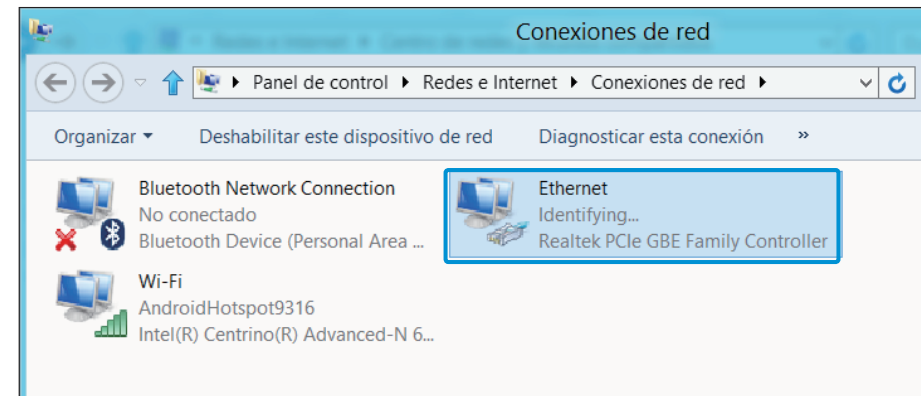 Conexiones de red
Panel de control Redes e Internet Conexiones de red
Organizar Deshabilitar este dispositivo de red Diagnosticar esta conexión »
Bluetooth Network Connection
No conectado
Bluetooth Device (Personal Area ...
Ethernet
Identifying...
Realtek PCIe GBE Family Controller
Wi-Fi
AndroidHotspot9316
Intel(R) Centrino(R) Advanced-N 6...